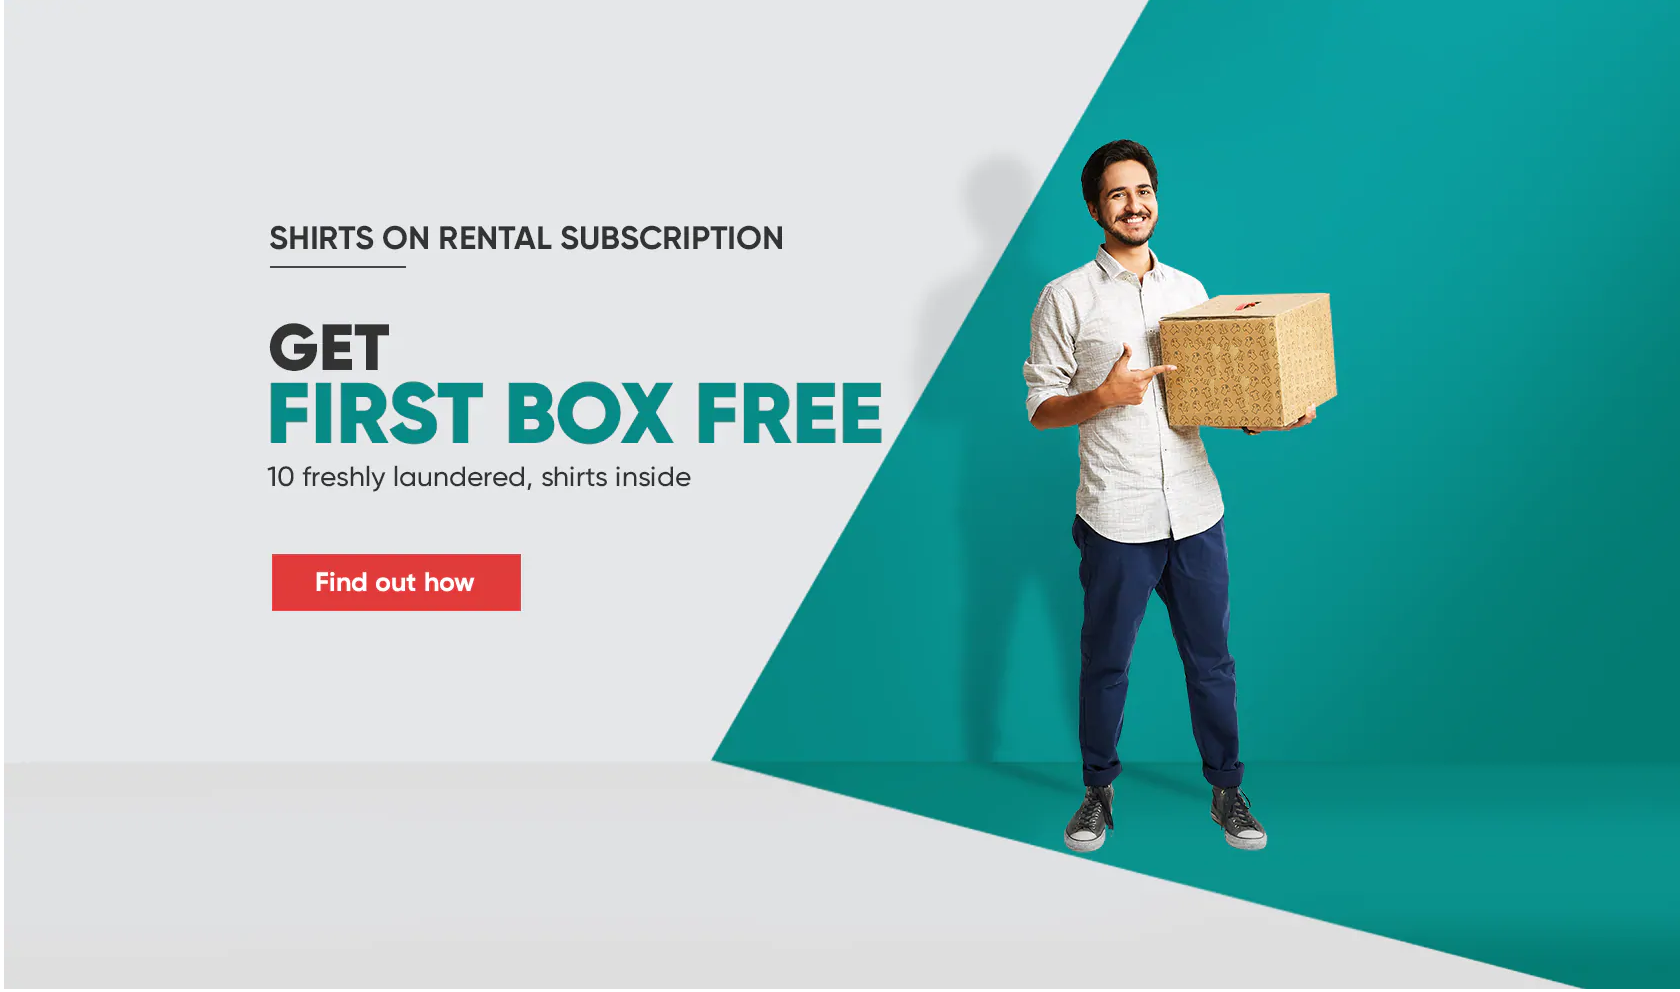 SHIRTS ON RENTAL SUBSCRIPTION
GET
FIRST BOX FREE
10 freshly laundered, shirts inside
Find out how